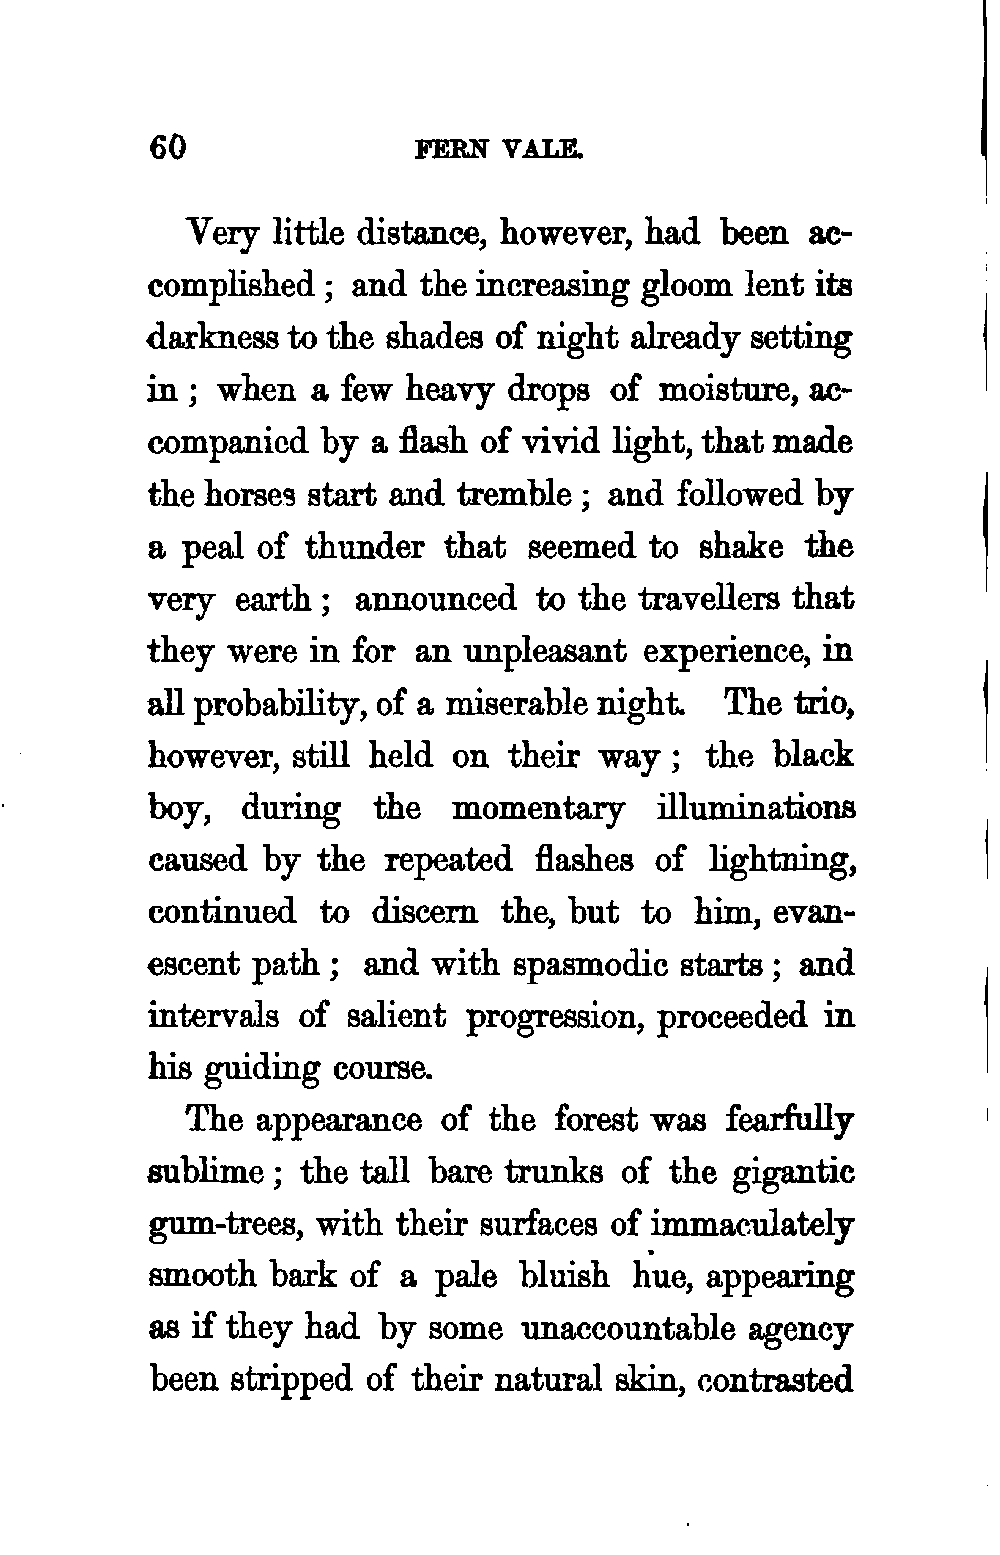 60 FERN VALE.
Very little distance, however, had been ac-
complished ; and the increasing gloom lent its
darkness to the shades of night already setting
in ; when a few heavy drops of moisture, ac-
companied by a flash of vivid light, that made
the horses start and tremble ; and followed by
a peal of thunder that seemed to shake the
very earth ; announced to the travellers that
they were in for an unpleasant experience, in
all probability, of a miserable night. The trio,
however, still held on their way ; the black
boy, during the momentary illuminations
caused by the repeated flashes of lightning,
continued to discern the, but to him, evan-
escent path ; and with spasmodic starts ; and
intervals of salient progression, proceeded in
his guiding course.
The appearance of the forest was fearfully
sublime ; the tall bare trunks of the gigantic
gum-trees, with their surfaces of immaculately
smooth bark of a pale bluish hue, appearing
as if they had by some unaccountable agency
been stripped of their natural skin, contrasted